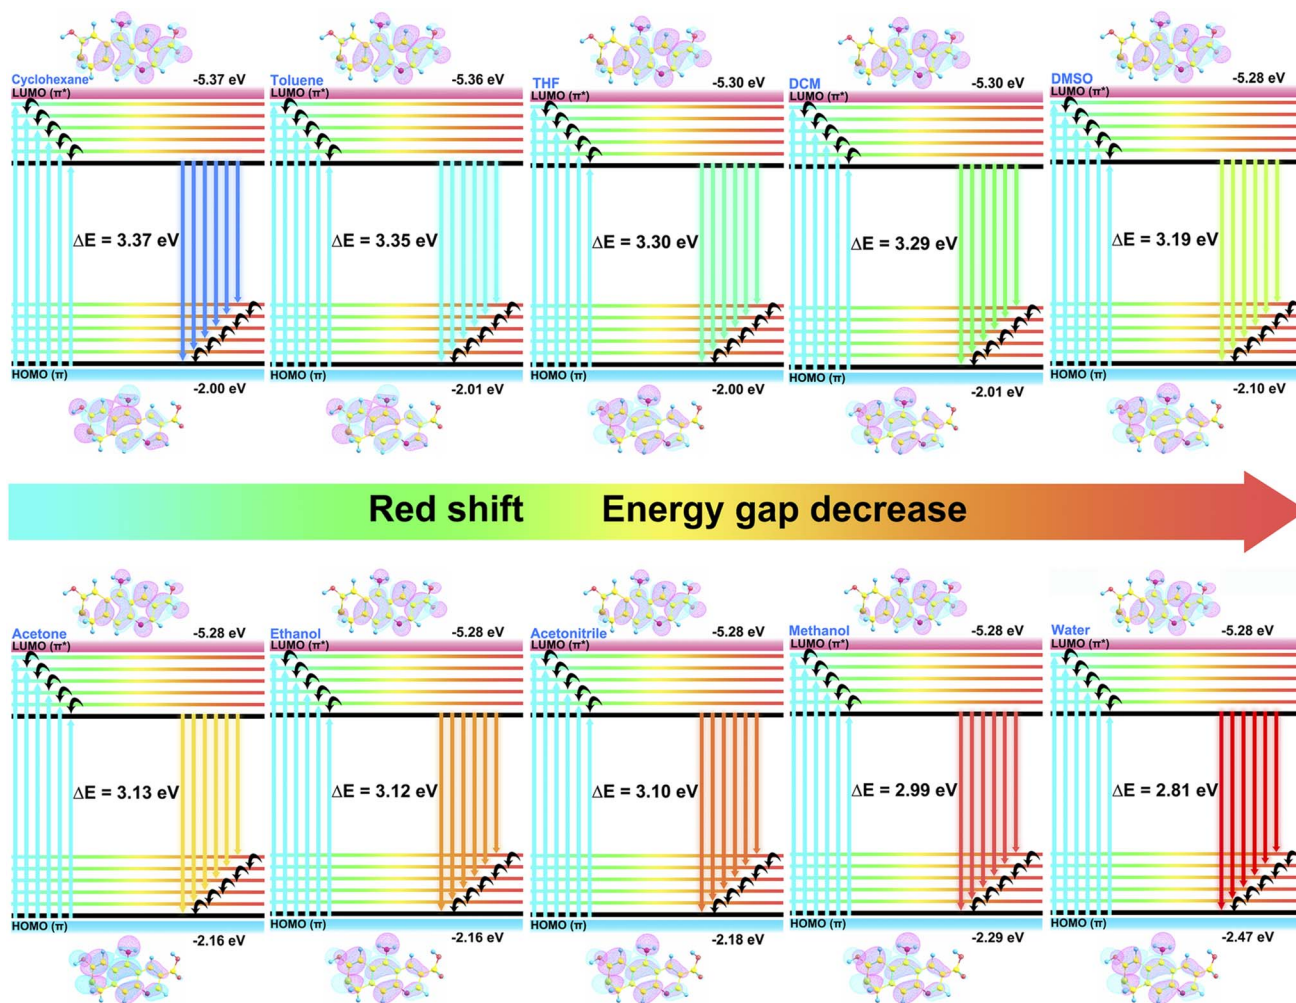 Cyclohexane
-5.37 eV
LUMO (π*)
ΔE = 3.37 eV
HOMO (π)
-2.00 eV
Toluene
-5.36 eV
LUMO (π*)
ΔE = 3.35 eV
HOMO (π)
-2.01 eV
THF
-5.30 eV
LUMO (π*)
ΔE = 3.30 eV
HOMO (π)
-2.00 eV
DCM
-5.30 eV
LUMO (π*)
ΔE = 3.29 eV
HOMO (π)
-2.01 eV
DMSO
-5.28 eV
LUMO (π*)
ΔE = 3.19 eV
HOMO (π)
-2.10 eV
Red shift Energy gap decrease
Acetone
-5.28 eV
LUMO (π*)
ΔE = 3.13 eV
HOMO (π)
-2.16 eV
Ethanol
-5.28 eV
LUMO (π*)
ΔE = 3.12 eV
HOMO (π)
-2.16 eV
Acetonitrile
-5.28 eV
LUMO (π*)
ΔE = 3.10 eV
HOMO (π)
-2.18 eV
Methanol
-5.28 eV
LUMO (π*)
ΔE = 2.99 eV
HOMO (π)
-2.29 eV
Water
-5.28 eV
LUMO (π*)
ΔE = 2.81 eV
HOMO (π)
-2.47 eV